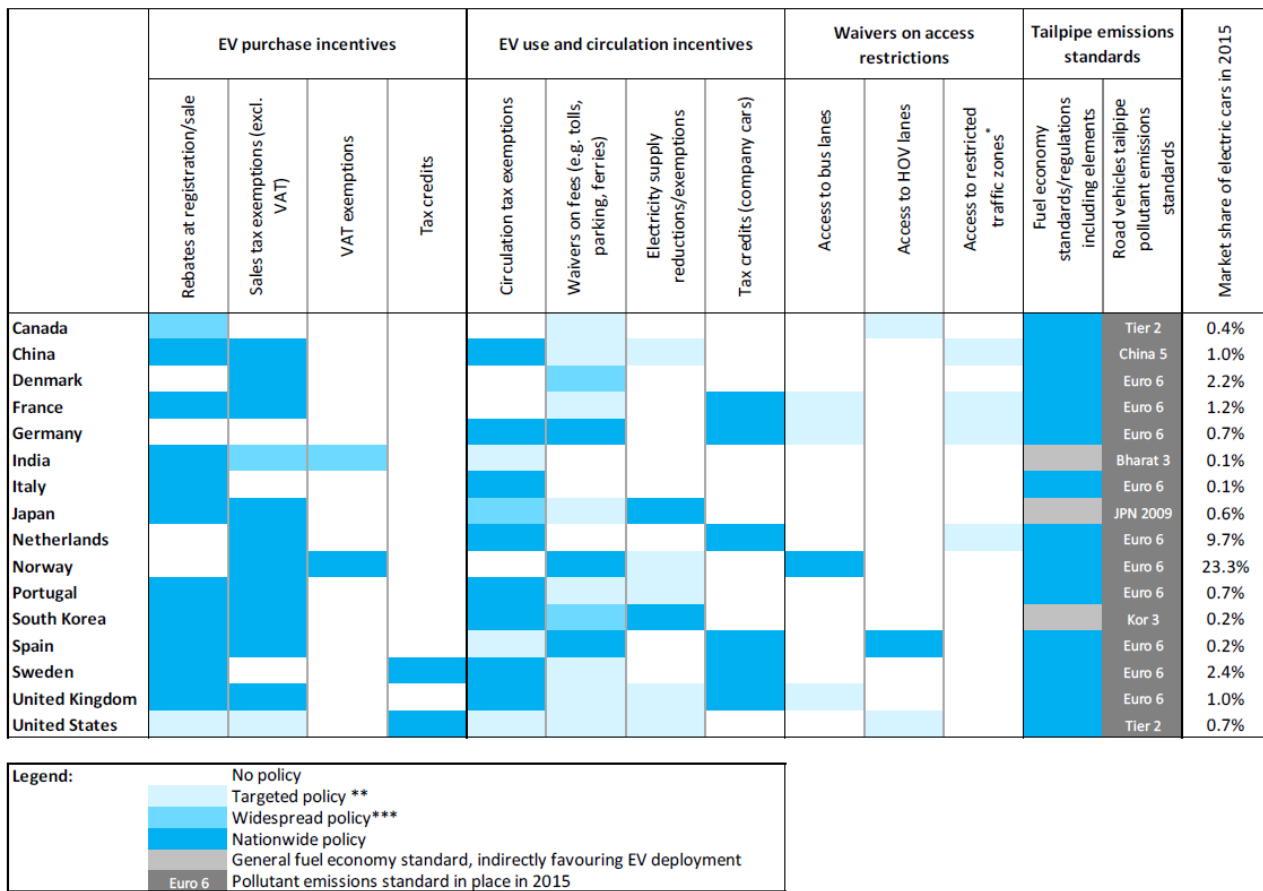 EV purchase incentives
EV use and circulation incentives
Waivers on access
restrictions
Tailpipe emissions
standards
Market share of electric cars in 2015
Rebates at registration/sale
Sales tax exemptions (excl.
VAT)
VAT exemptions
Tax credits
Circulation tax exemptions
Waivers on fees (e.g. tolls,
parking, ferries)
Electricity supply
reductions/exemptions
Tax credits (company cars)
Access to bus lanes
Access to HOV lanes
Access to restricted
traffic zones*
Fuel economy
standards/regulations
including elements
Road vehicles tailpipe
pollutant emissions
standards
Canada Tier 2 0.4%
China China 5 1.0%
Denmark Euro 6 2.2%
France Euro 6 1.2%
Germany Euro 6 0.7%
India Bharat 3 0.1%
Italy Euro 6 0.1%
Japan JPN 2009 0.6%
Netherlands Euro 6 9.7%
Norway Euro 6 23.3%
Portugal Euro 6 0.7%
South Korea Kor 3 0.2%
Spain Euro 6 0.2%
Sweden Euro 6 2.4%
United Kingdom Euro 6 1.0%
United States Tier 2 0.7%
Legend: No policy
Targeted policy **
Widespread policy***
Nationwide policy
General fuel economy standard, indirectly favouring EV deployment
Euro 6 Pollutant emissions standard in place in 2015